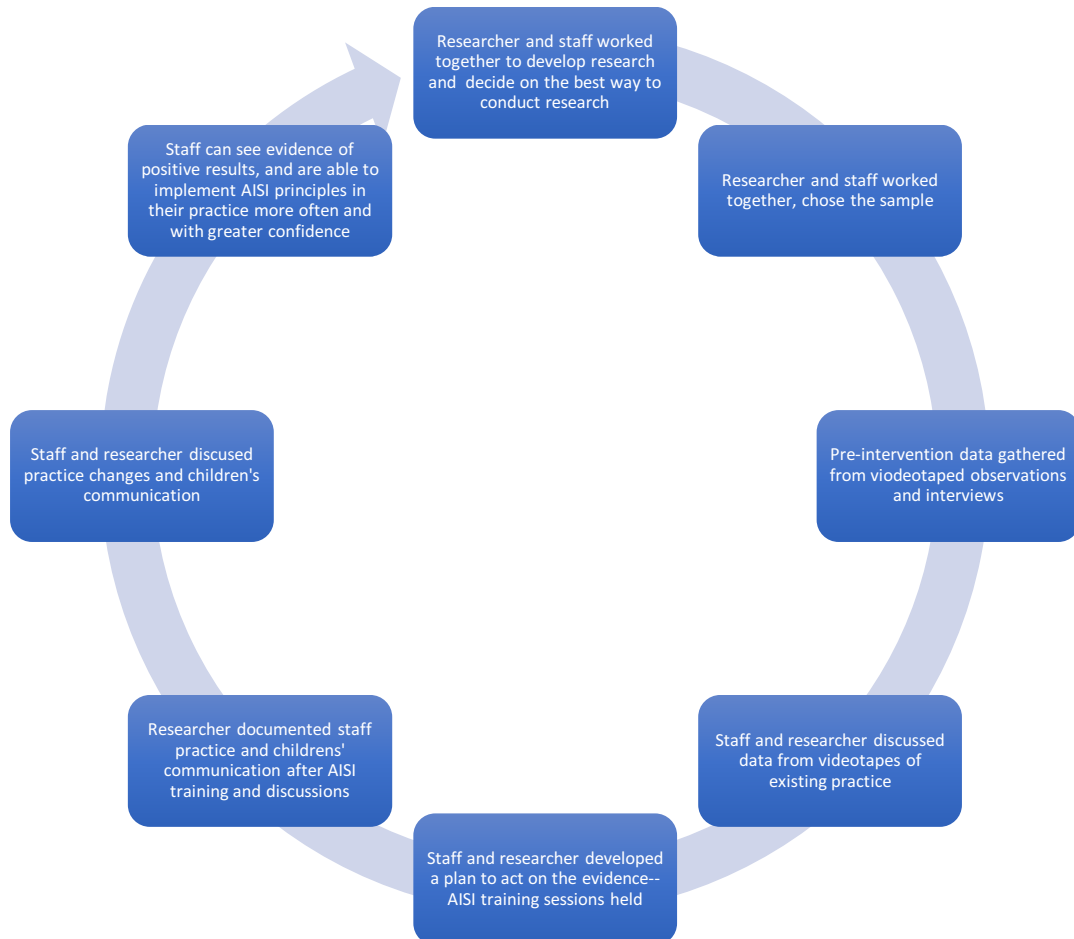 Researcher and staff worked
together to develop research
and decide on the best way to
conduct research
Researcher and staff worked
together, chose the sample
Pre-intervention data gathered
from viodeotaped observations
and interviews
Staff and researcher discussed
data from videotapes of
existing practice
Staff and researcher developed
a plan to act on the evidence--
AISI training sessions held
Researcher documented staff
practice and childrens'
communication after AISI
training and discussions
Staff and researcher discused
practice changes and children's
communication
Staff can see evidence of
positive results, and are able to
implement AISI principles in
their practice more often and
with greater confidence